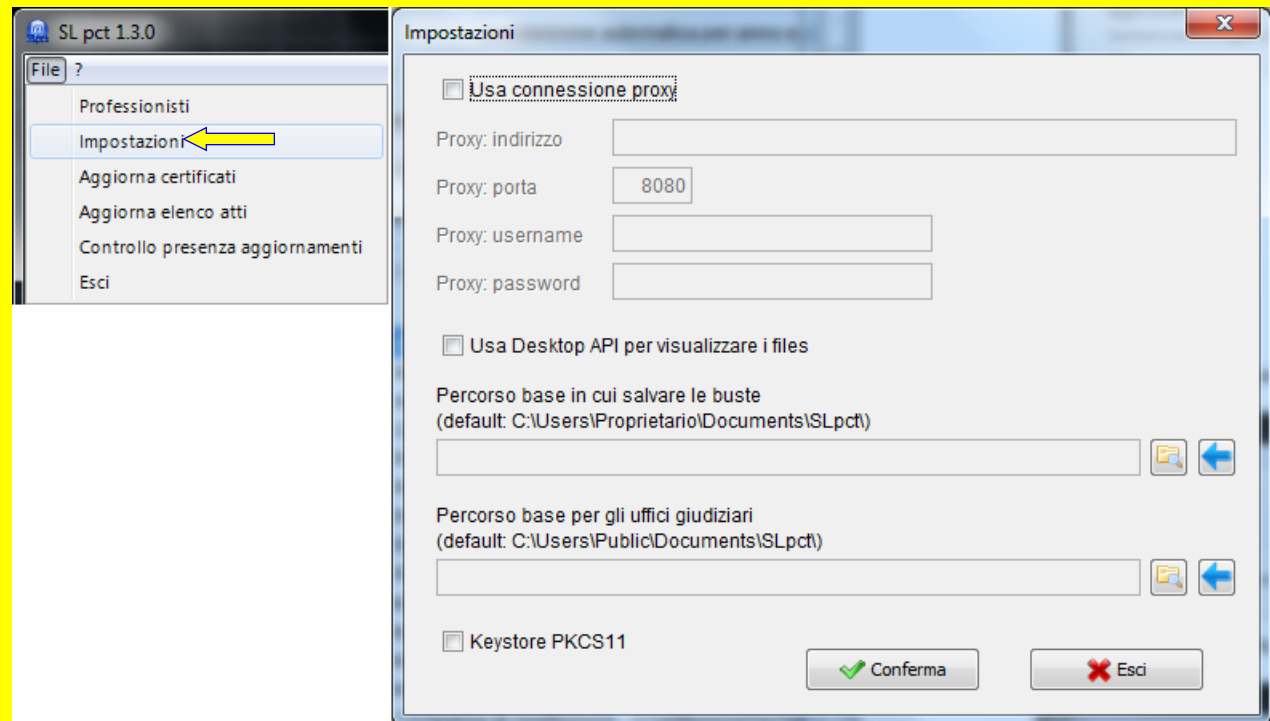 SL pct 1.3.0
File ?
Professionisti
Impostazioni
Aggiorna certificati
Aggiorna elenco atti
Controllo presenza aggiornamenti
Esci
Impostazioni
Usa connessione proxy
Proxy: indirizzo
Proxy: porta 8080
Proxy: username
Proxy: password
Usa Desktop API per visualizzare i files
Percorso base in cui salvare le buste
(default: C:\Users\Proprietario\Documents\SLpct\)
Percorso base per gli uffici giudiziari
(default: C:\Users\Public\Documents\SLpct\)
Keystore PKCS11
Conferma Esci